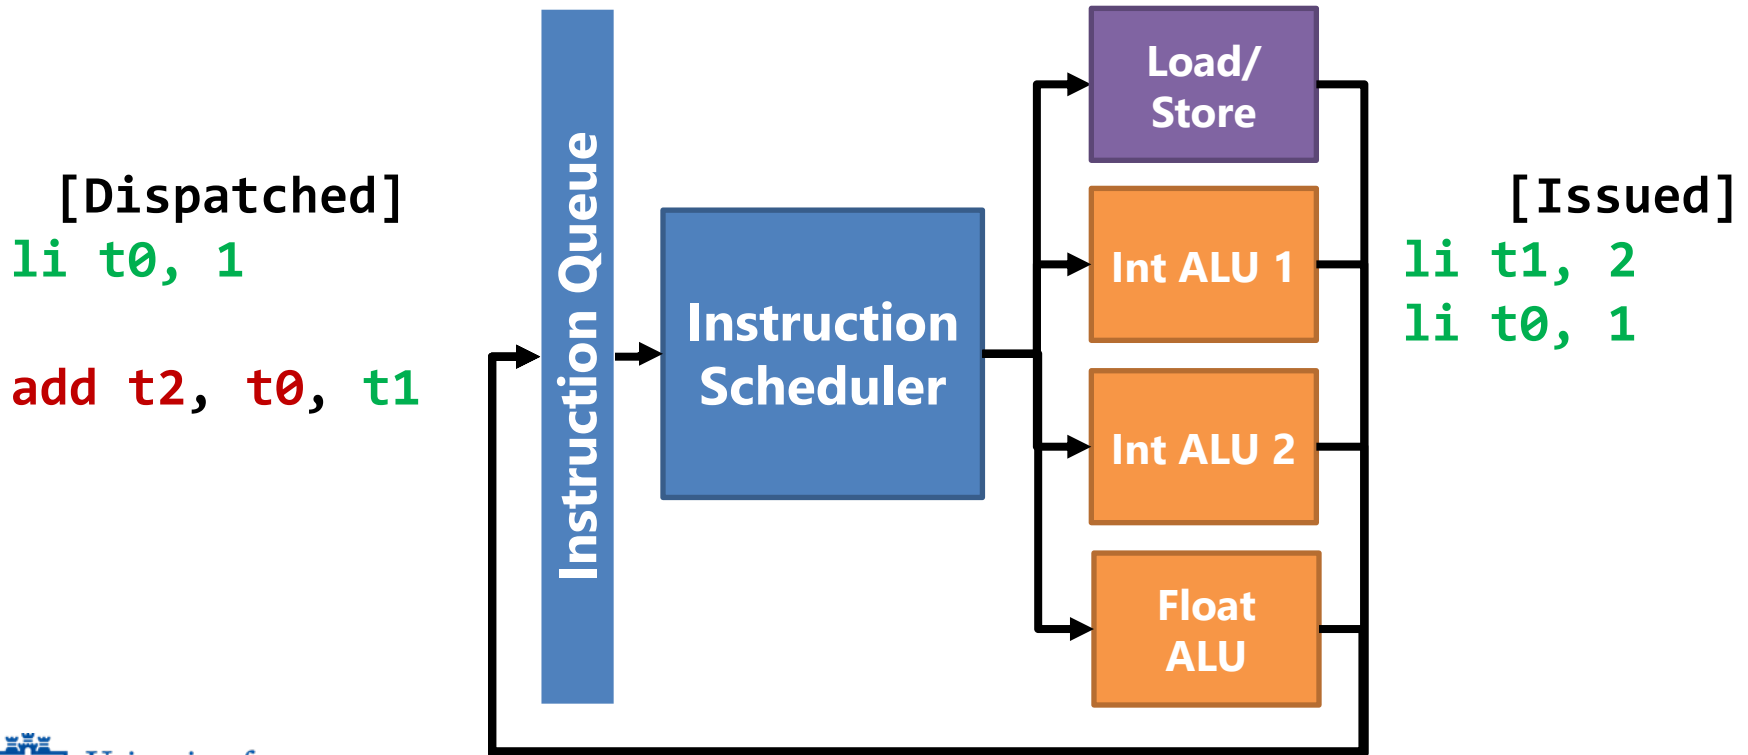 [Dispatched]
li t0, 1
add t2, t0, t1
Instruction Queue
Instruction
Scheduler
Load/
Store
Int ALU 1
Int ALU 2
Float
ALU
[Issued]
li t1, 2
li t0, 1